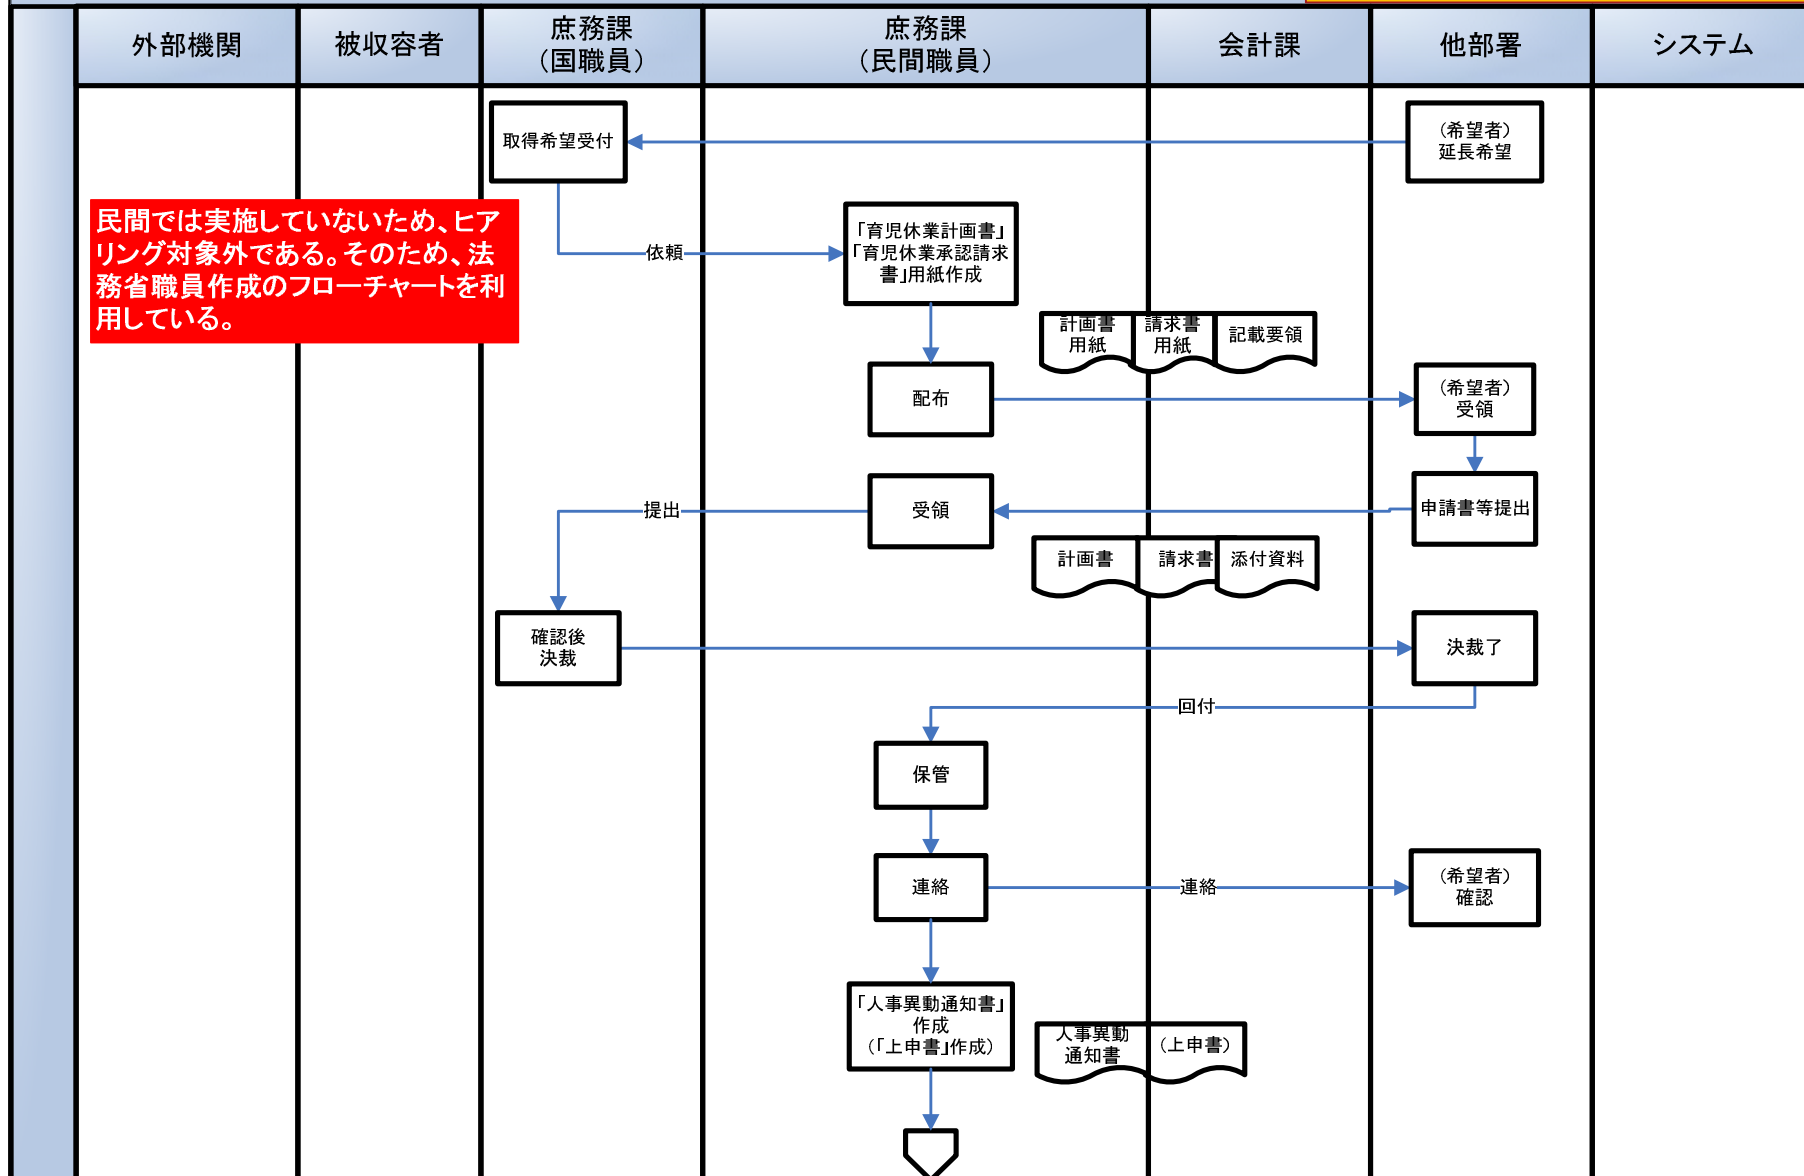 外部機関
被収容者
庶務課
（国職員）
庶務課
（民間職員）
会計課
他部署
システム
取得希望受付
（希望者）
延長希望
民間では実施していないため、ヒア
リング対象外である。そのため、法
務省職員作成のフローチャートを利
用している。
依頼
「育児休業計画書」
「育児休業承認請求
書」用紙作成
計画書
用紙
請求書
用紙
記載要領
配布
（希望者）
受領
提出
受領
申請書等提出
計画書
請求書
添付資料
確認後
決裁
決裁了
回付
保管
連絡
連絡
（希望者）
確認
「人事異動通知書」
作成
（「上申書」作成）
人事異動
通知書
（上申書）